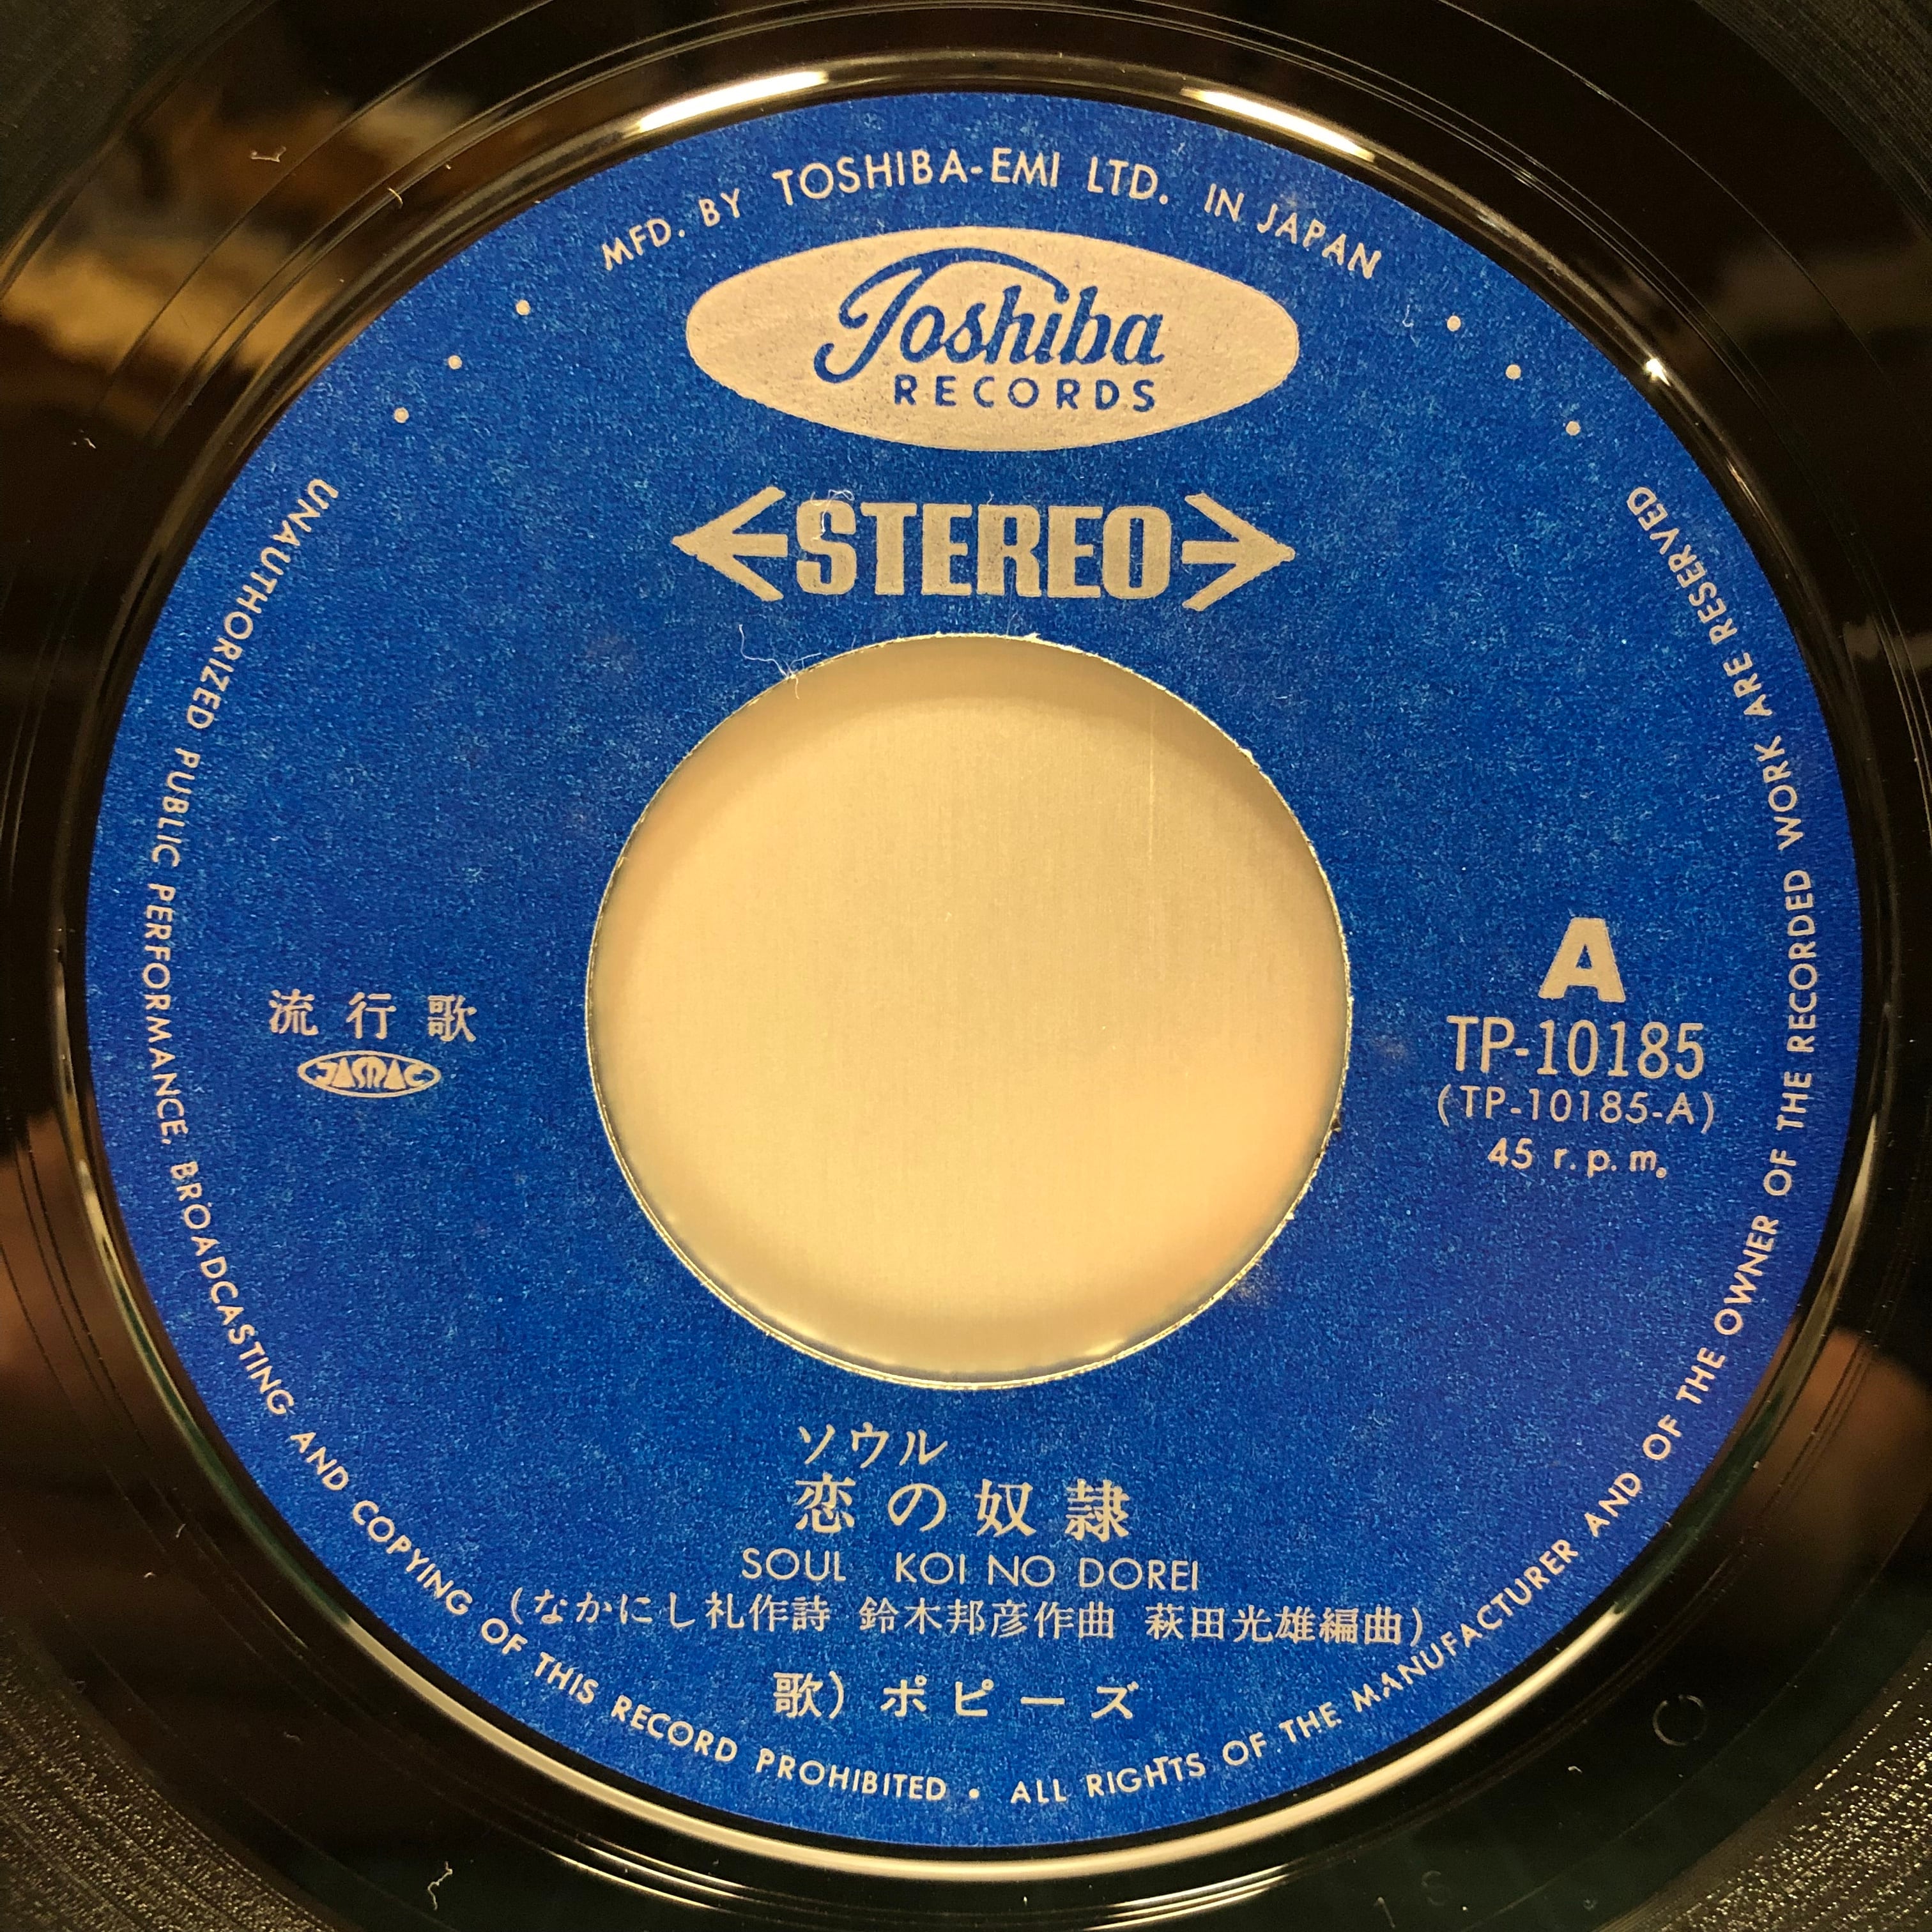 MFD. BY TOSHIBA-EMI LTD. IN JAPAN
Toshiba
RECORDS
STEREO
流行歌
JASRAC
A
TP-10185
(TP-10185-A)
45 r.p.m.
ソウル
恋の奴隷
SOUL KOI NO DOREI
(なかにし礼作詩 鈴木邦彦作曲 萩田光雄編曲)
歌) ポピーズ
UNAUTHORIZED PUBLIC PERFORMANCE, BROADCASTING AND COPYING OF THIS RECORD PROHIBITED • ALL RIGHTS OF THE MANUFACTURER AND OF THE OWNER OF THE RECORDED WORK ARE RESERVED